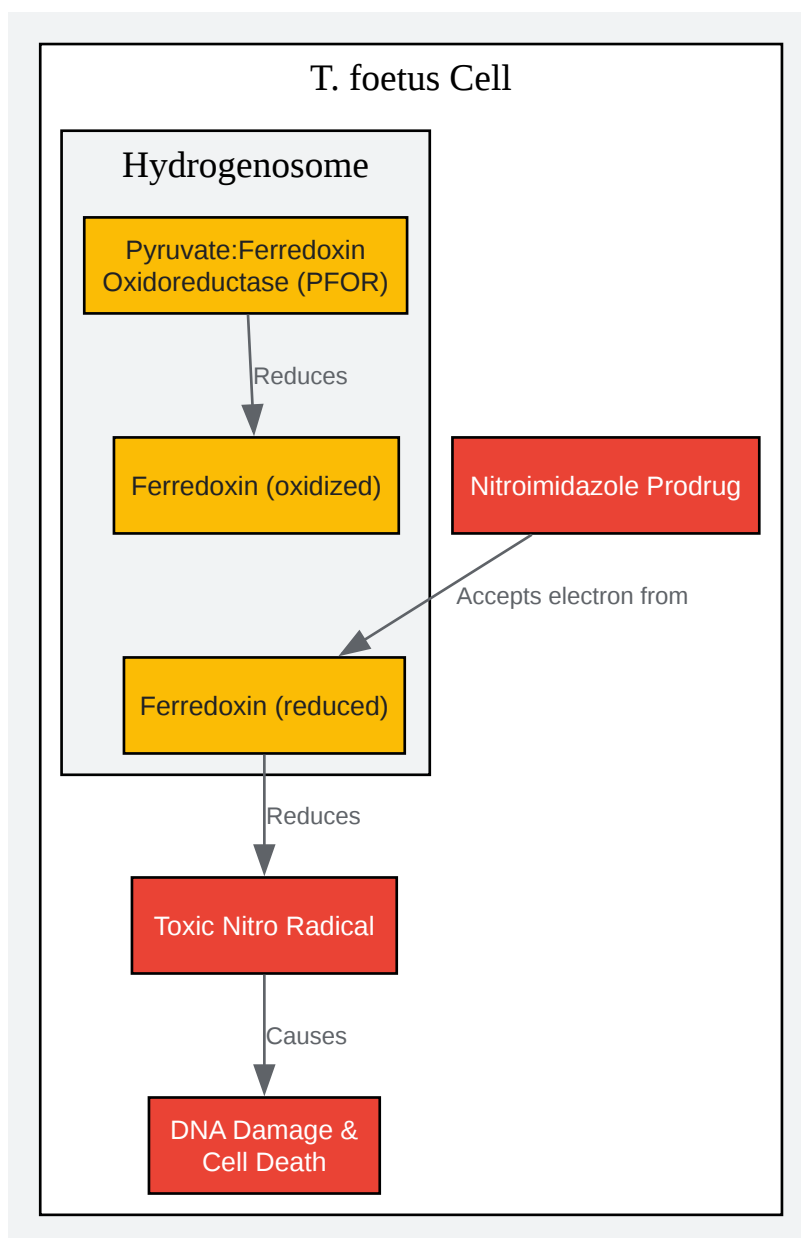 T. foetus Cell
Hydrogenosome
Pyruvate:Ferredoxin
Oxidoreductase (PFOR)
Reduces
Ferredoxin (oxidized)
Nitroimidazole Prodrug
Accepts electron from
Ferredoxin (reduced)
Reduces
Toxic Nitro Radical
Causes
DNA Damage &
Cell Death